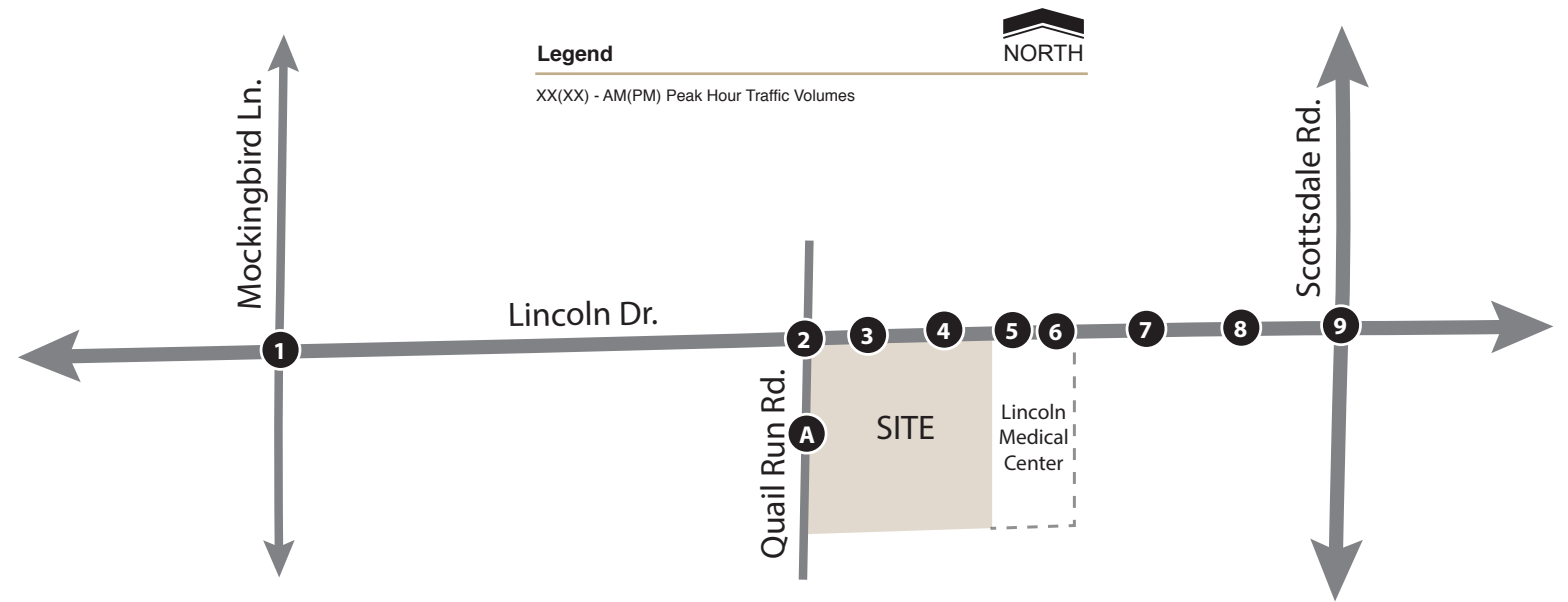 Legend
NORTH
XX(XX) - AM(PM) Peak Hour Traffic Volumes
Mockingbird Ln.
Scottsdale Rd.
Lincoln Dr.
1
2
3
4
5
6
7
8
9
Quail Run Rd.
A
SITE
Lincoln
Medical
Center